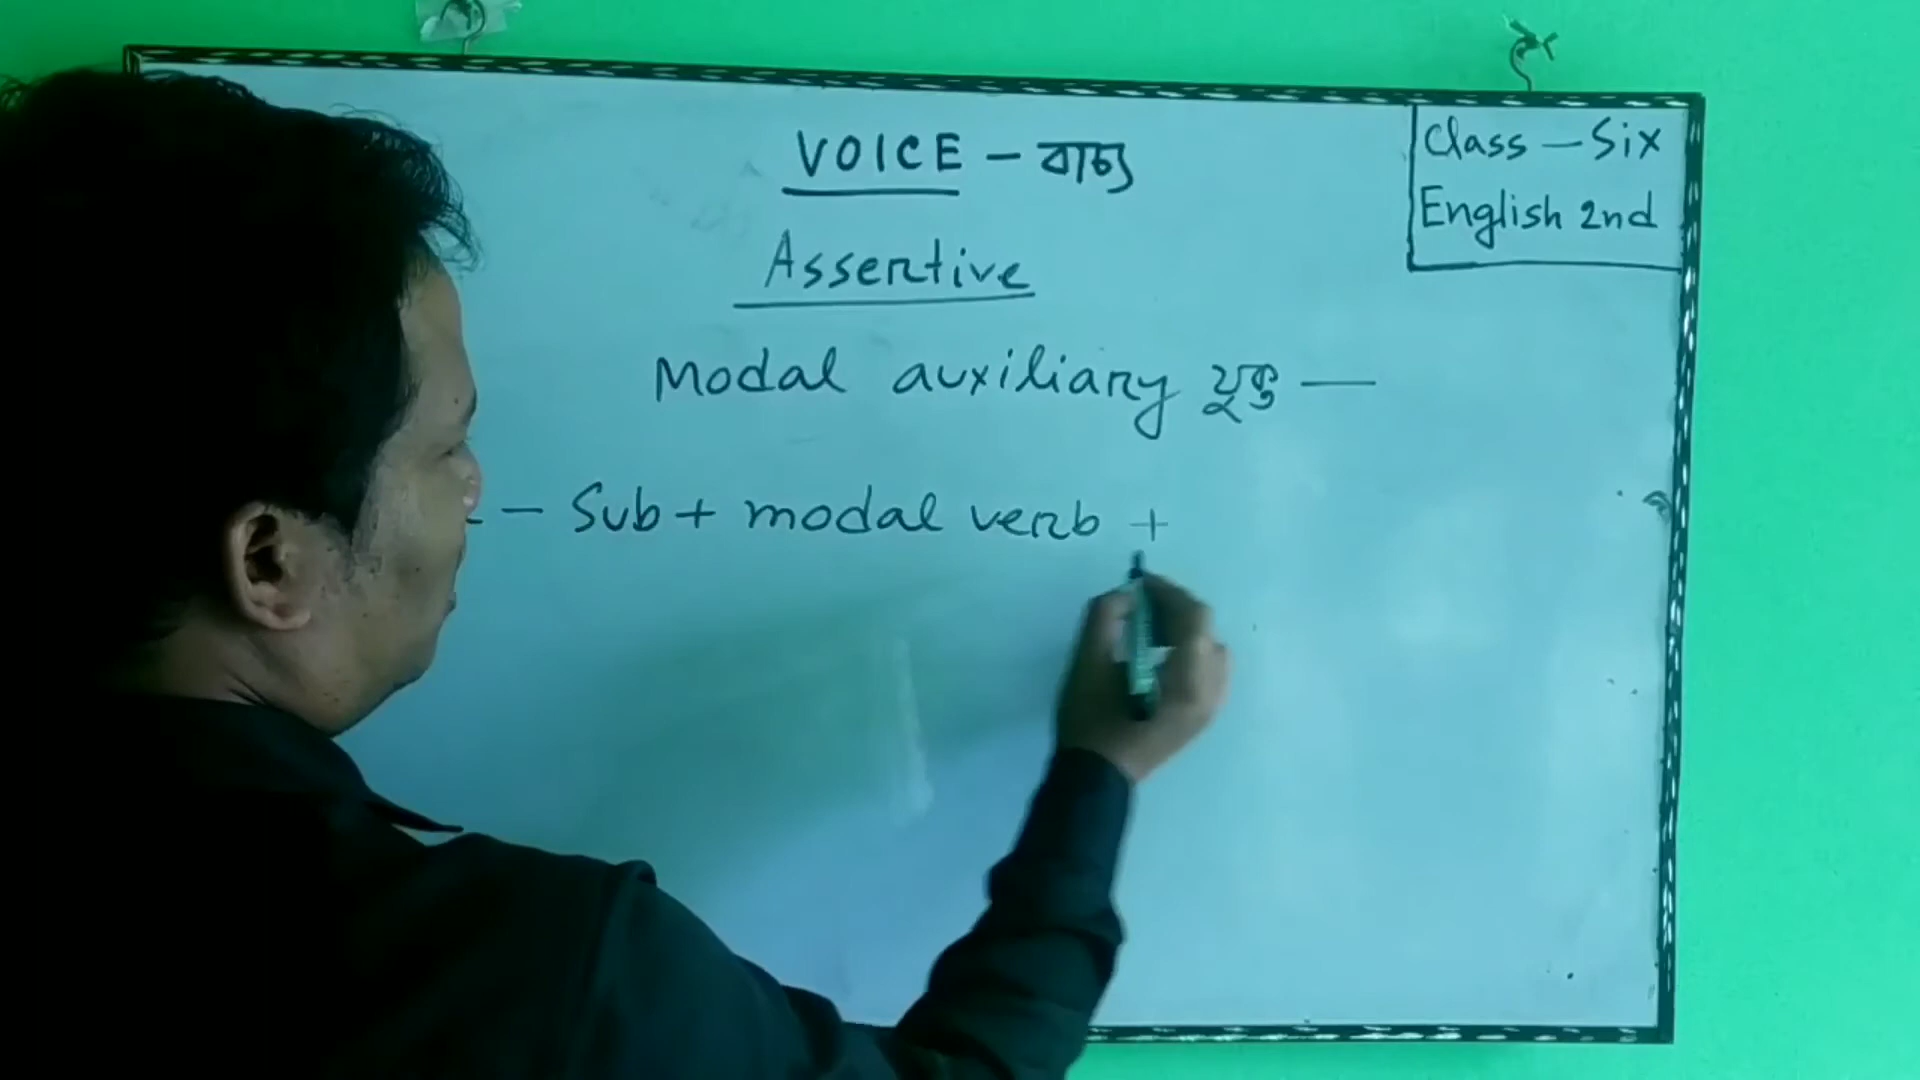 VOICE - বাচ্য
Class - Six
English 2nd
Assertive
Modal auxiliary যুক্ত —
- Sub + modal verb +